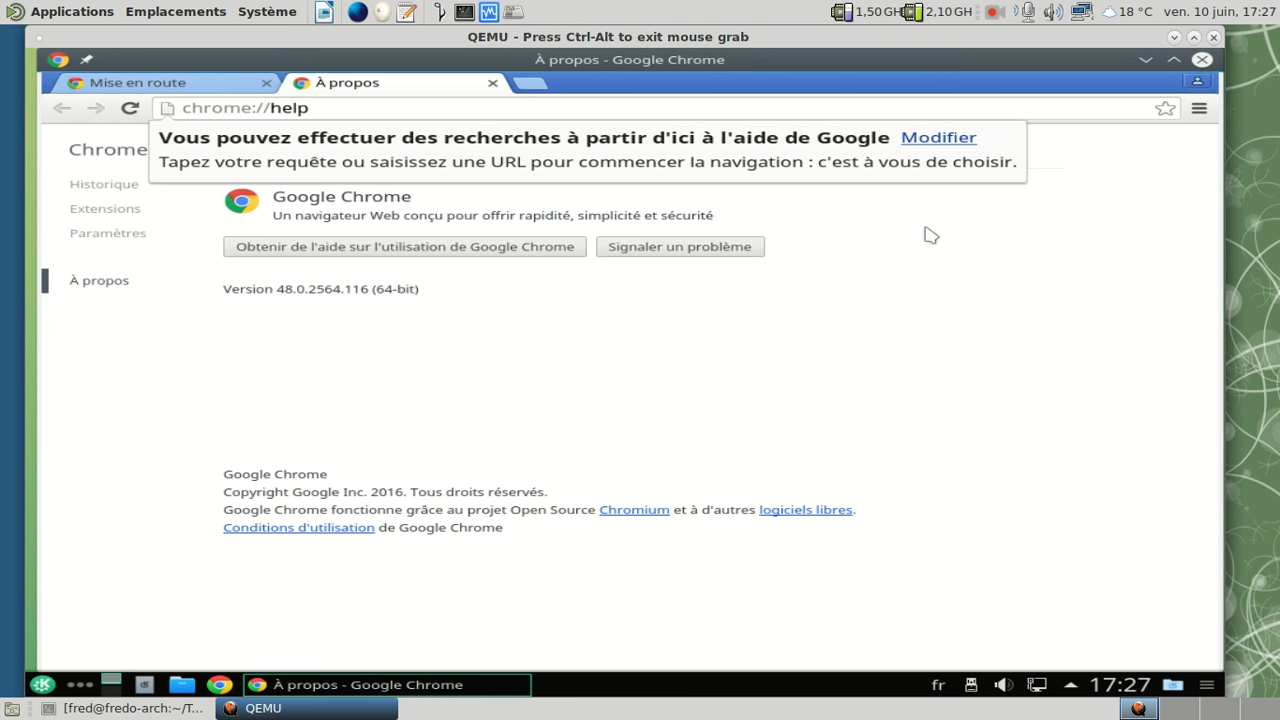 Applications Emplacements Système 1,50GH 2,10 GH 18 °C ven. 10 juin, 17:27
QEMU - Press Ctrl-Alt to exit mouse grab
À propos - Google Chrome
Mise en route À propos
chrome://help
Vous pouvez effectuer des recherches à partir d'ici à l'aide de Google Modifier
Tapez votre requête ou saisissez une URL pour commencer la navigation : c'est à vous de choisir.
Chrome
Historique
Extensions
Paramètres
À propos
Google Chrome
Un navigateur Web conçu pour offrir rapidité, simplicité et sécurité
Obtenir de l'aide sur l'utilisation de Google Chrome Signaler un problème
Version 48.0.2564.116 (64-bit)
Google Chrome
Copyright Google Inc. 2016. Tous droits réservés.
Google Chrome fonctionne grâce au projet Open Source Chromium et à d'autres logiciels libres.
Conditions d'utilisation de Google Chrome
À propos - Google Chrome fr 17:27
[fred@fredo-arch:~/T... QEMU